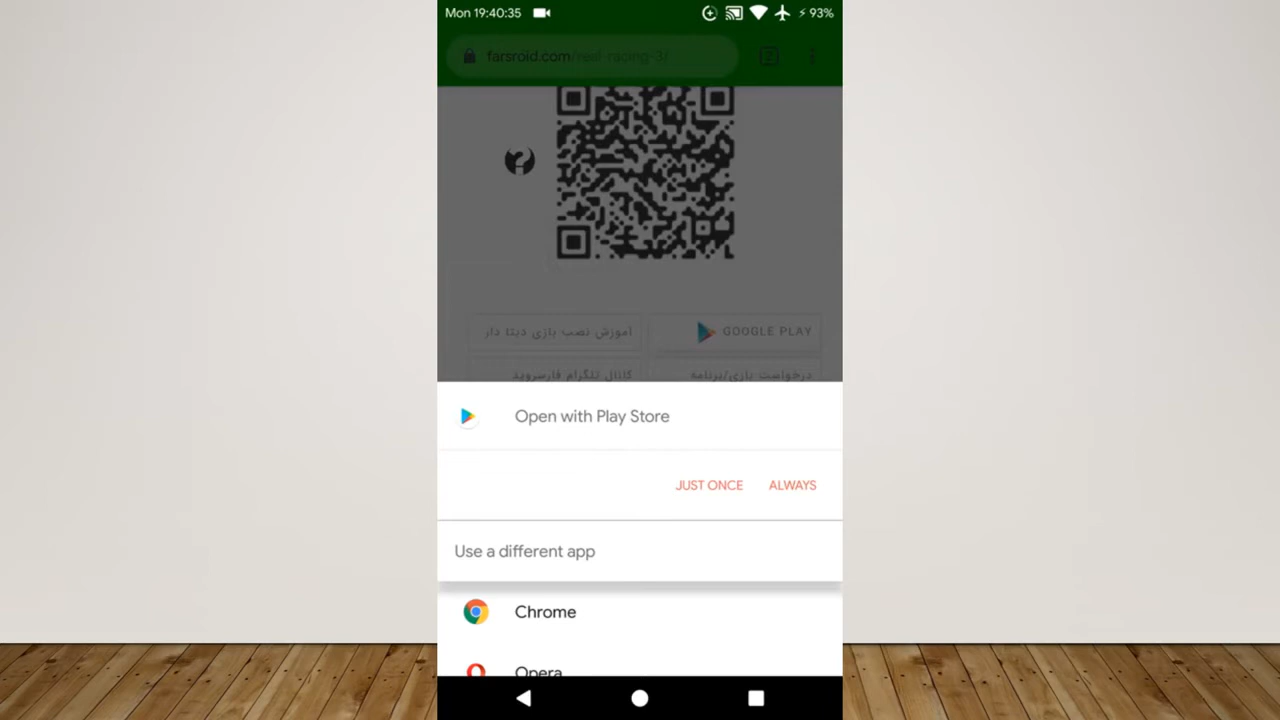 Mon 19:40:35
93%
farsroid.com/real-racing-3/
2
آموزش نصب بازی دیتا دار
GOOGLE PLAY
کانال تلگرام فارسروید
درخواست بازی/برنامه
Open with Play Store
JUST ONCE
ALWAYS
Use a different app
Chrome
Opera